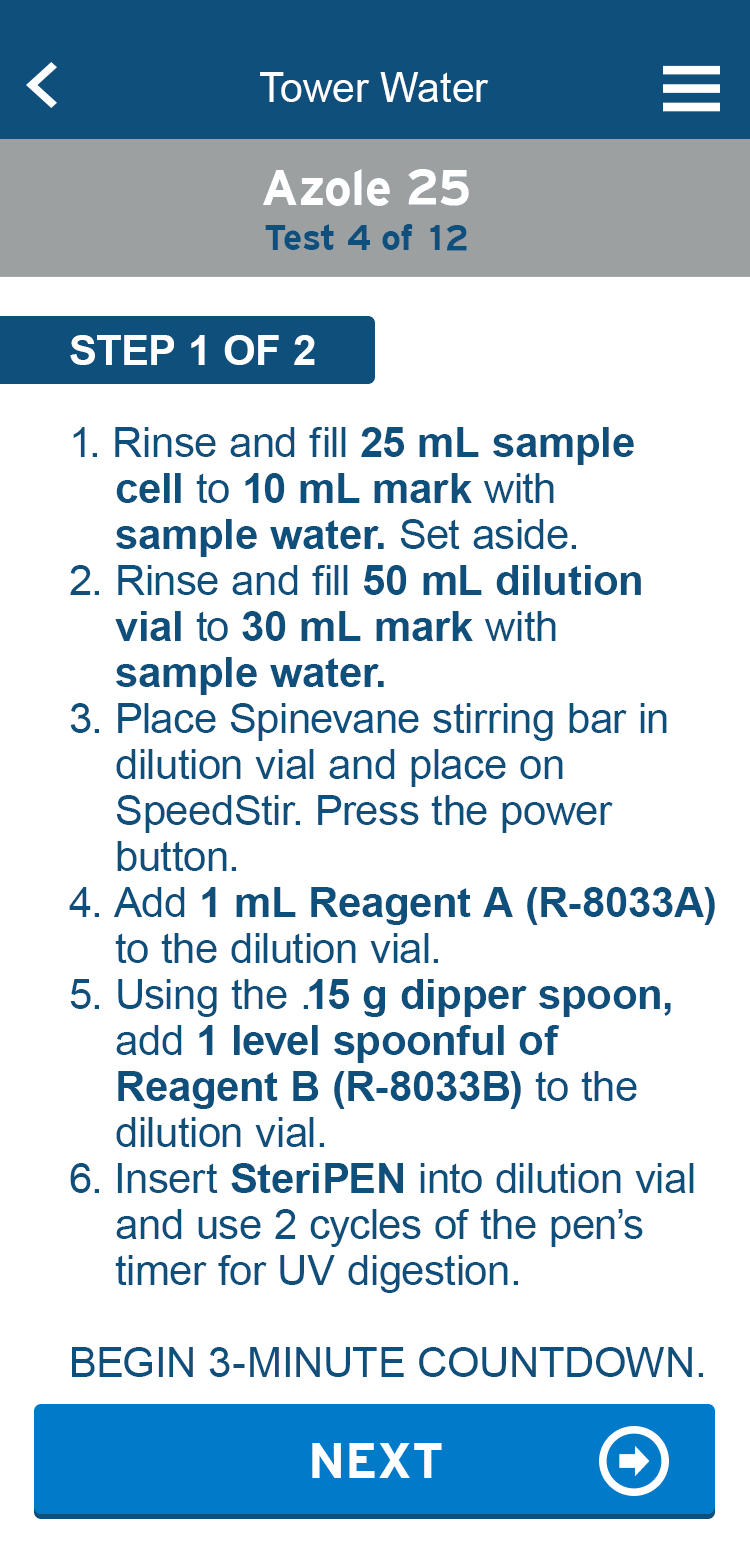 Tower Water
Azole 25
Test 4 of 12
STEP 1 OF 2
1. Rinse and fill 25 mL sample
cell to 10 mL mark with
sample water. Set aside.
2. Rinse and fill 50 mL dilution
vial to 30 mL mark with
sample water.
3. Place Spinevane stirring bar in
dilution vial and place on
SpeedStir. Press the power
button.
4. Add 1 mL Reagent A (R-8033A)
to the dilution vial.
5. Using the .15 g dipper spoon,
add 1 level spoonful of
Reagent B (R-8033B) to the
dilution vial.
6. Insert SteriPEN into dilution vial
and use 2 cycles of the pen’s
timer for UV digestion.
BEGIN 3-MINUTE COUNTDOWN.
NEXT